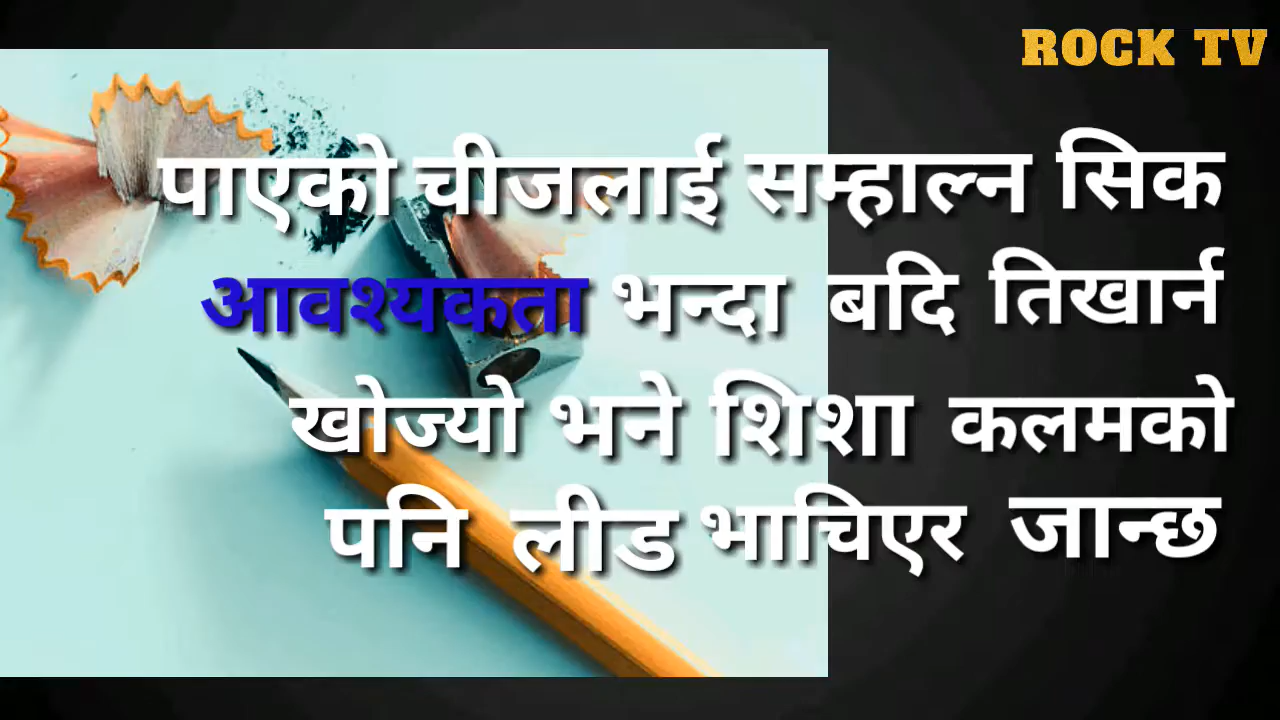 ROCK TV
पाएको चीजलाई सम्हाल्न सिक
आवश्यकता भन्दा बदि तिखार्न
खोज्यो भने शिशा कलमको
पनि लीड भाचिएर जान्छ